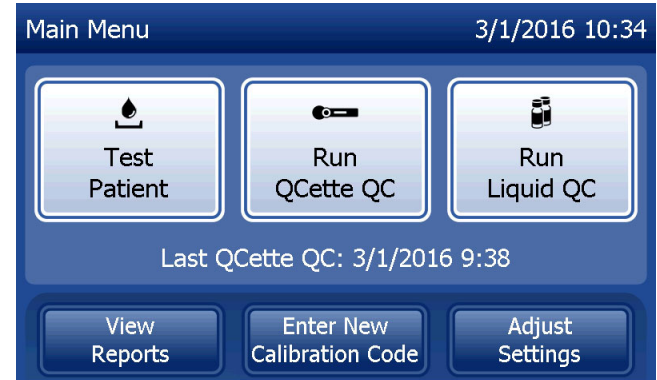 Main Menu 3/1/2016 10:34
Test
Patient
Run
QCette QC
Run
Liquid QC
Last QCette QC: 3/1/2016 9:38
View
Reports
Enter New
Calibration Code
Adjust
Settings